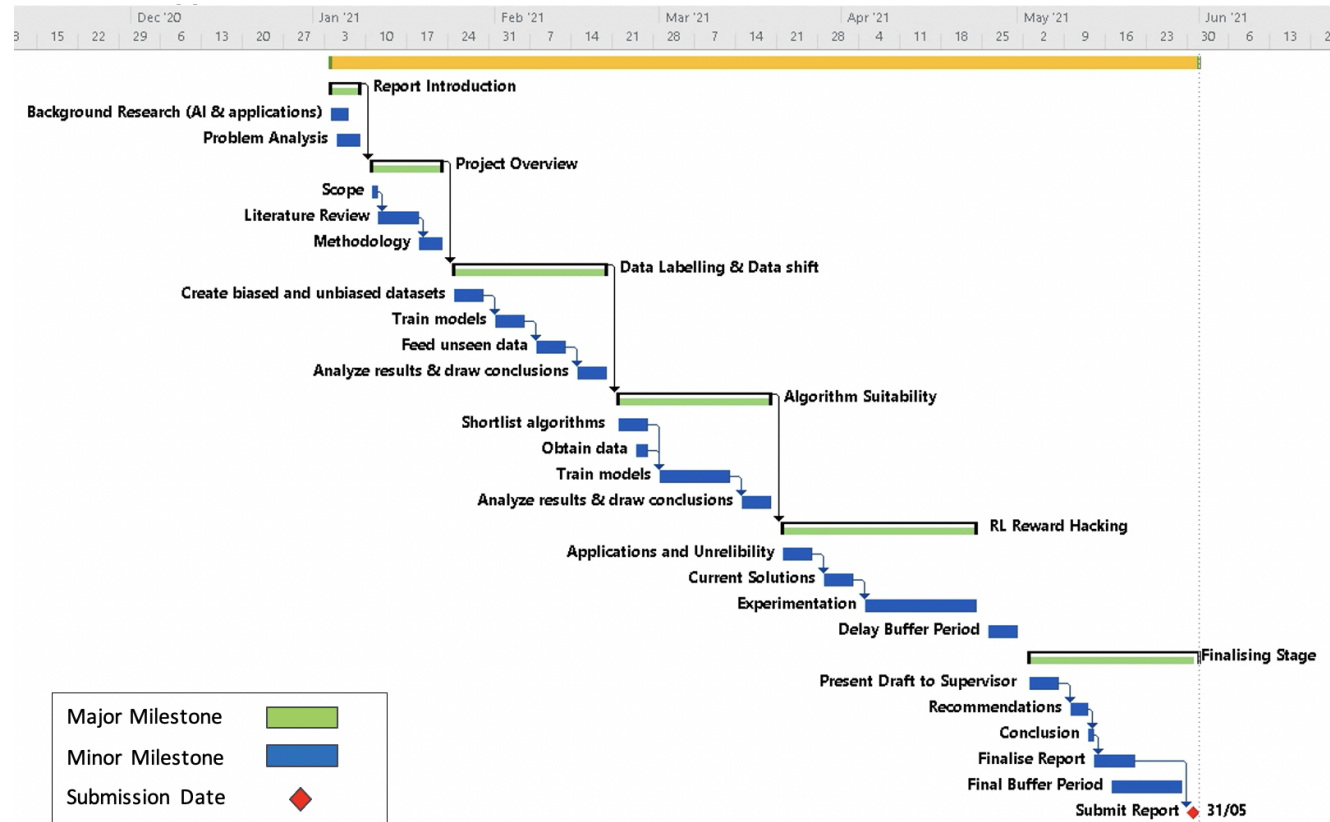 Dec '20 Jan '21 Feb '21 Mar '21 Apr '21 May '21 Jun '21
8 15 22 29 6 13 20 27 3 10 17 24 31 7 14 21 28 7 14 21 28 4 11 18 25 2 9 16 23 30 6 13 2
Report Introduction
Background Research (AI & applications)
Problem Analysis
Project Overview
Scope
Literature Review
Methodology
Data Labelling & Data shift
Create biased and unbiased datasets
Train models
Feed unseen data
Analyze results & draw conclusions
Algorithm Suitability
Shortlist algorithms
Obtain data
Train models
Analyze results & draw conclusions
RL Reward Hacking
Applications and Unrelibility
Current Solutions
Experimentation
Delay Buffer Period
Finalising Stage
Present Draft to Supervisor
Recommendations
Conclusion
Finalise Report
Final Buffer Period
Submit Report 31/05
Major Milestone
Minor Milestone
Submission Date